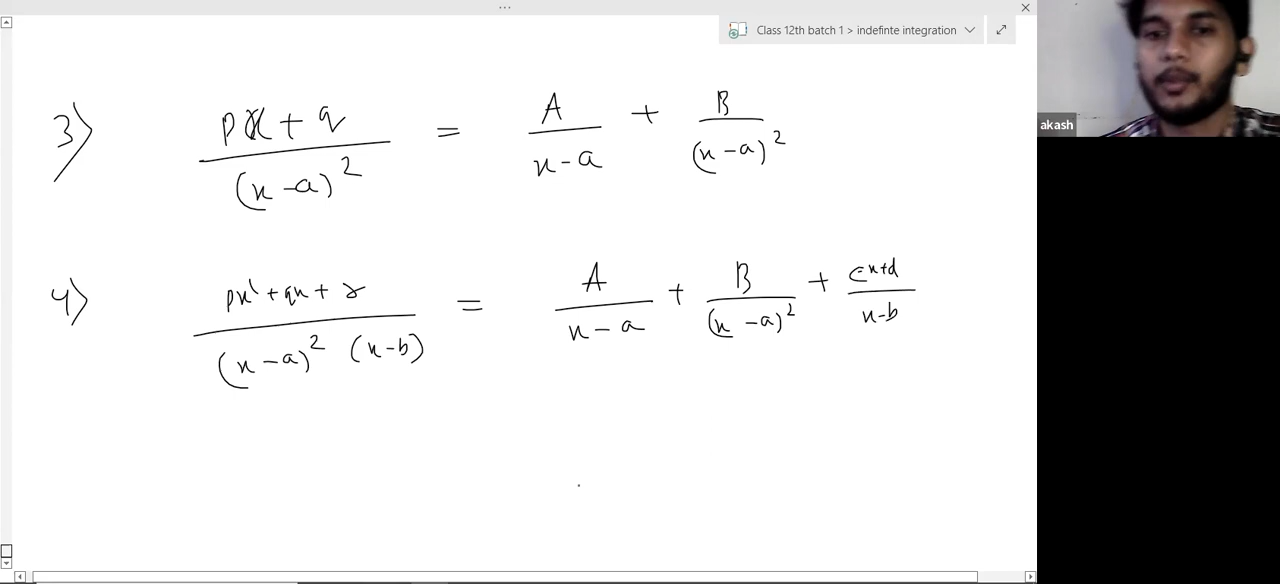 Class 12th batch 1 > indefinte integration
akash
3) (px + q)/(x - a)^2 = A/(x - a) + B/(x - a)^2
4) (px² + qx + r)/((x - a)^2 (x - b)) = A/(x - a) + B/(x - a)^2 + (cx+d)/(x - b)